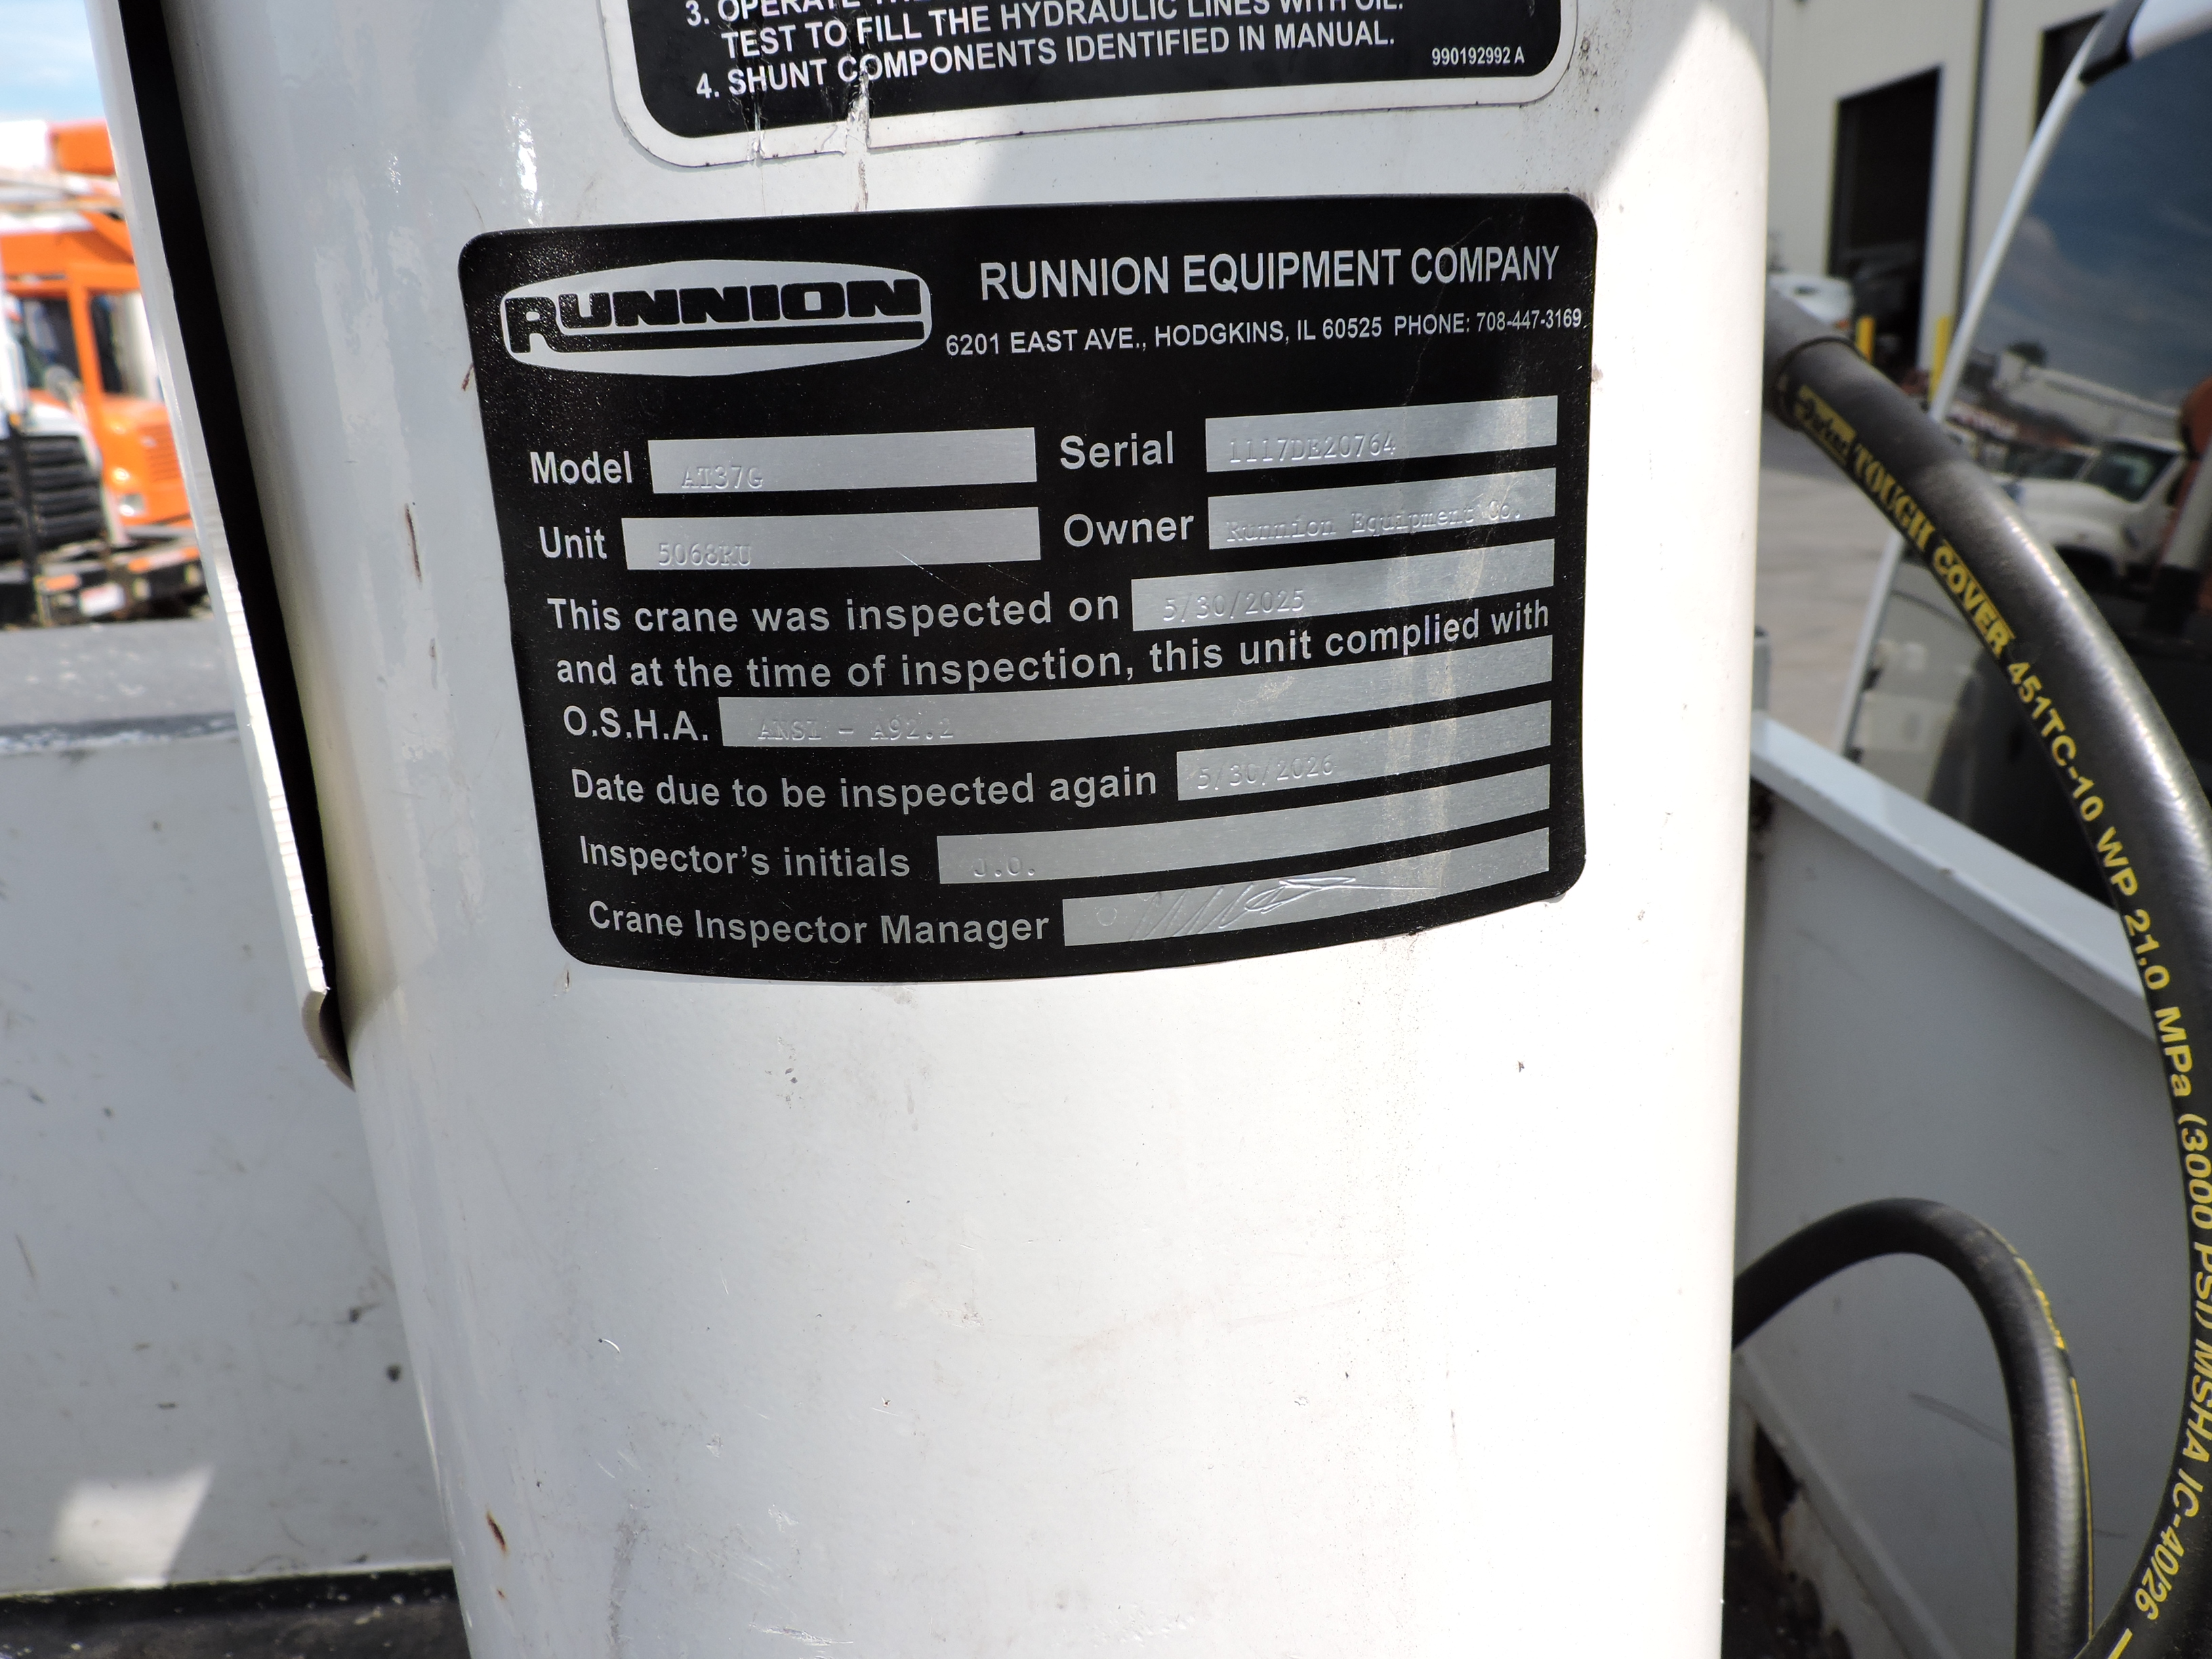 3. OPERATE
TEST TO FILL THE HYDRAULIC LINES WITH OIL.
4. SHUNT COMPONENTS IDENTIFIED IN MANUAL.
990192992 A
RUNNION
RUNNION EQUIPMENT COMPANY
6201 EAST AVE., HODGKINS, IL 60525 PHONE: 708-447-3169
Model AT37G Serial 1117DE20764
Unit 5068RU Owner Runnion Equipment Co.
This crane was inspected on 5/30/2025
and at the time of inspection, this unit complied with
O.S.H.A. ANSI - A92.2
Date due to be inspected again 5/30/2026
Inspector's initials J.O.
Crane Inspector Manager
Parker TOUGH COVER 451TC-10 WP 21,0 MPa (3000 PSI) MSHA IC-40/26